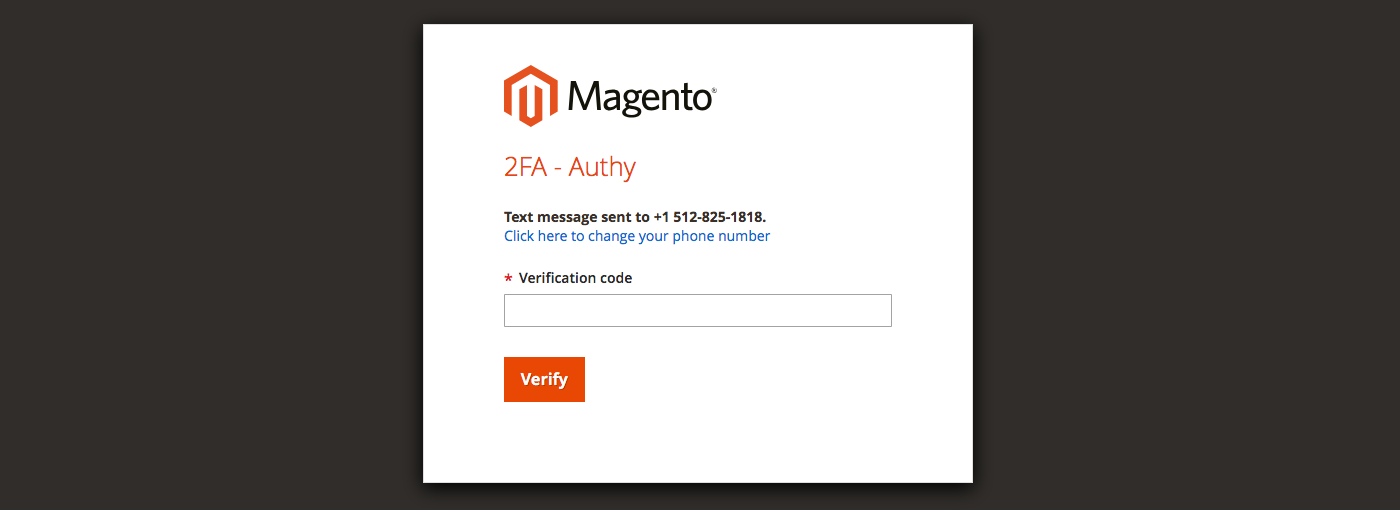 Magento®
2FA - Authy
Text message sent to +1 512-825-1818.
Click here to change your phone number
* Verification code
Verify